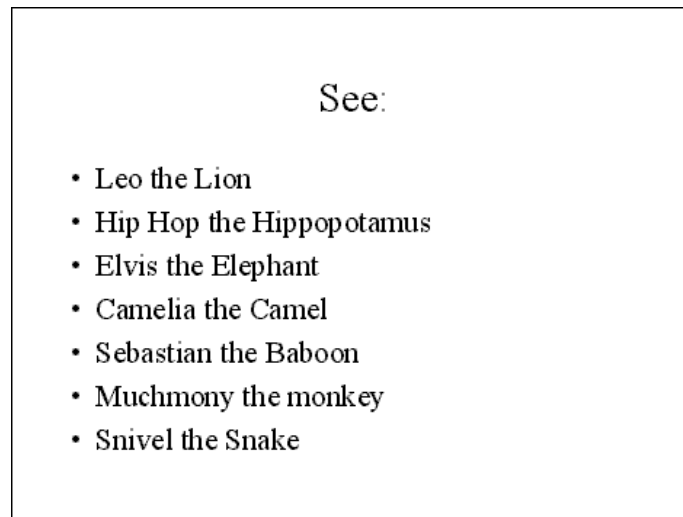 See:
• Leo the Lion
• Hip Hop the Hippopotamus
• Elvis the Elephant
• Camelia the Camel
• Sebastian the Baboon
• Muchmony the monkey
• Snivel the Snake